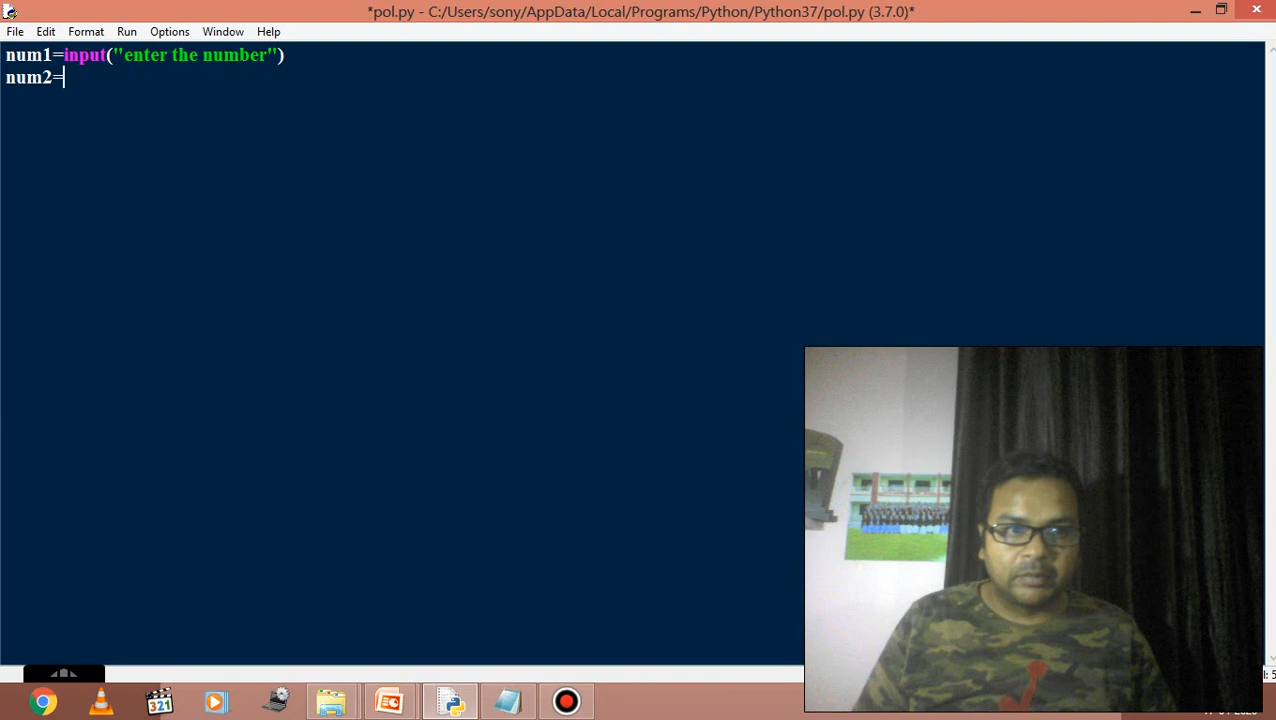 *pol.py - C:/Users/sony/AppData/Local/Programs/Python/Python37/pol.py (3.7.0)*
File Edit Format Run Options Window Help
num1=input("enter the number")
num2=
321